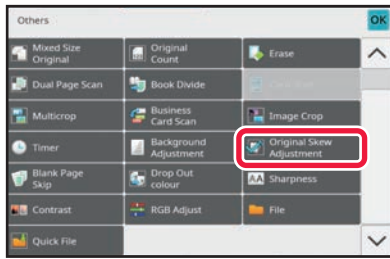 Others
OK
Mixed Size
Original
Original
Count
Erase
Dual Page Scan
Book Divide
Multicrop
Business
Card Scan
Image Crop
Timer
Background
Adjustment
Original Skew
Adjustment
Blank Page
Skip
Drop Out
colour
AA
Sharpness
Contrast
RGB Adjust
File
Quick File